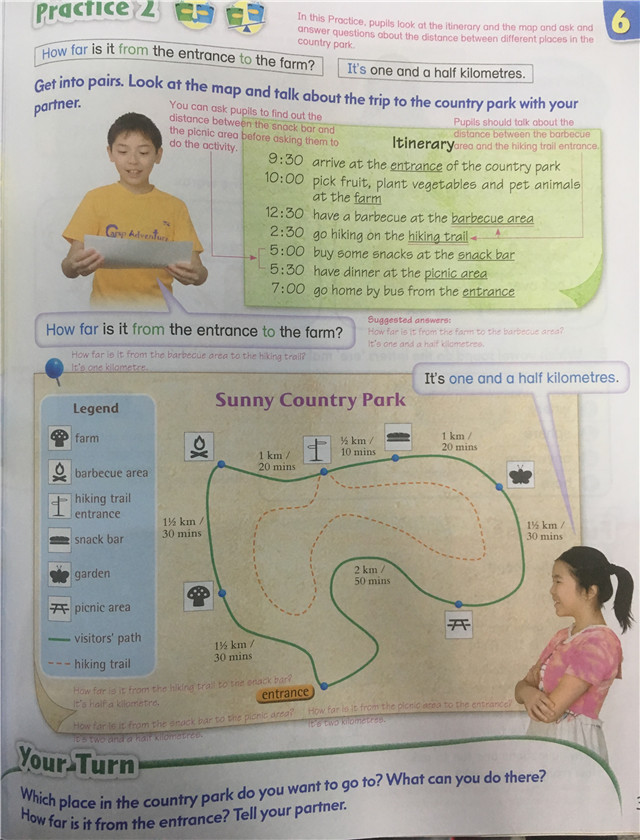 Practice 2
In this Practice, pupils look at the itinerary and the map and ask and
answer questions about the distance between different places in the
country park.
6
How far is it from the entrance to the farm?
It's one and a half kilometres.
Get into pairs. Look at the map and talk about the trip to the country park with your
partner.
You can ask pupils to find out the
distance between the snack bar and
the picnic area before asking them to
do the activity.
Pupils should talk about the
distance between the barbecue
area and the hiking trail entrance.
Itinerary
9:30 arrive at the entrance of the country park
10:00 pick fruit, plant vegetables and pet animals
at the farm
12:30 have a barbecue at the barbecue area
2:30 go hiking on the hiking trail
5:00 buy some snacks at the snack bar
5:30 have dinner at the picnic area
7:00 go home by bus from the entrance
Camp Adventure
How far is it from the entrance to the farm?
Suggested answers:
How far is it from the farm to the barbecue area?
It's one and a half kilometres.
How far is it from the barbecue area to the hiking trail?
It's one kilometre.
It's one and a half kilometres.
Sunny Country Park
Legend
farm
barbecue area
hiking trail
entrance
snack bar
garden
picnic area
visitors' path
hiking trail
1 km /
20 mins
½ km /
10 mins
1 km /
20 mins
1½ km /
30 mins
1½ km /
30 mins
2 km /
50 mins
1½ km /
30 mins
entrance
How far is it from the hiking trail to the snack bar?
It's half a kilometre.
How far is it from the snack bar to the picnic area?
It's two and a half kilometres.
How far is it from the picnic area to the entrance?
It's two kilometres.
Your Turn
Which place in the country park do you want to go to? What can you do there?
How far is it from the entrance? Tell your partner.